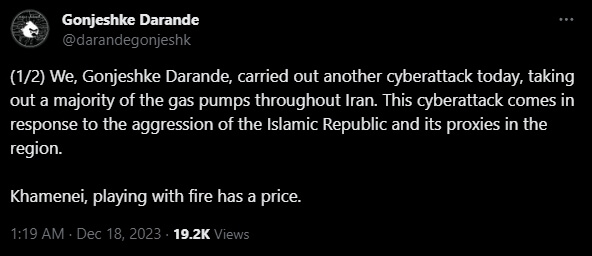 Gonjeshke Darande
@darandegonjeshk
(1/2) We, Gonjeshke Darande, carried out another cyberattack today, taking
out a majority of the gas pumps throughout Iran. This cyberattack comes in
response to the aggression of the Islamic Republic and its proxies in the
region.
Khamenei, playing with fire has a price.
1:19 AM · Dec 18, 2023 · 19.2K Views